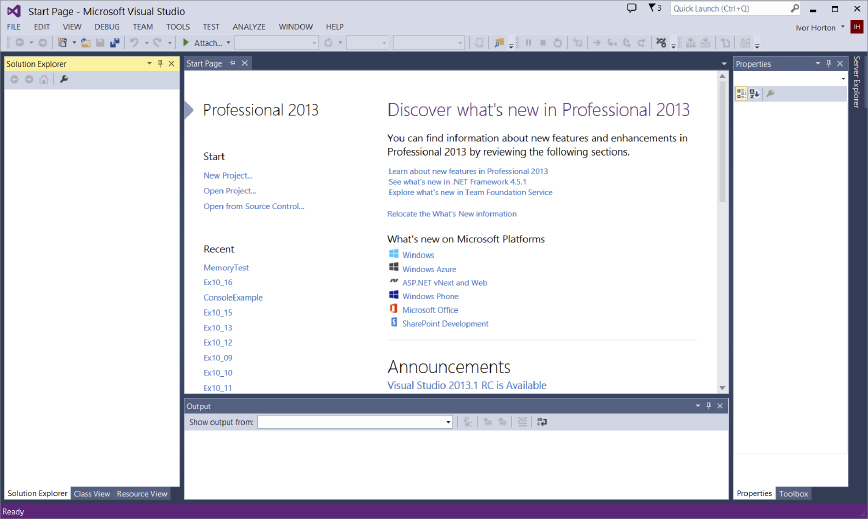 Start Page - Microsoft Visual Studio
3
Quick Launch (Ctrl+Q)
FILE EDIT VIEW DEBUG TEAM TOOLS TEST ANALYZE WINDOW HELP
Ivor Horton
IH
Attach...
Solution Explorer
Start Page
Properties
Server Explorer
Professional 2013
Start
New Project...
Open Project...
Open from Source Control...
Recent
MemoryTest
Ex10_16
ConsoleExample
Ex10_15
Ex10_13
Ex10_12
Ex10_09
Ex10_10
Ex10_11
Discover what's new in Professional 2013
You can find information about new features and enhancements in
Professional 2013 by reviewing the following sections.
Learn about new features in Professional 2013
See what's new in .NET Framework 4.5.1
Explore what's new in Team Foundation Service
Relocate the What's New information
What's new on Microsoft Platforms
Windows
Windows Azure
ASP.NET vNext and Web
Windows Phone
Microsoft Office
SharePoint Development
Announcements
Visual Studio 2013.1 RC is Available
Output
Show output from:
Solution Explorer Class View Resource View
Properties Toolbox
Ready